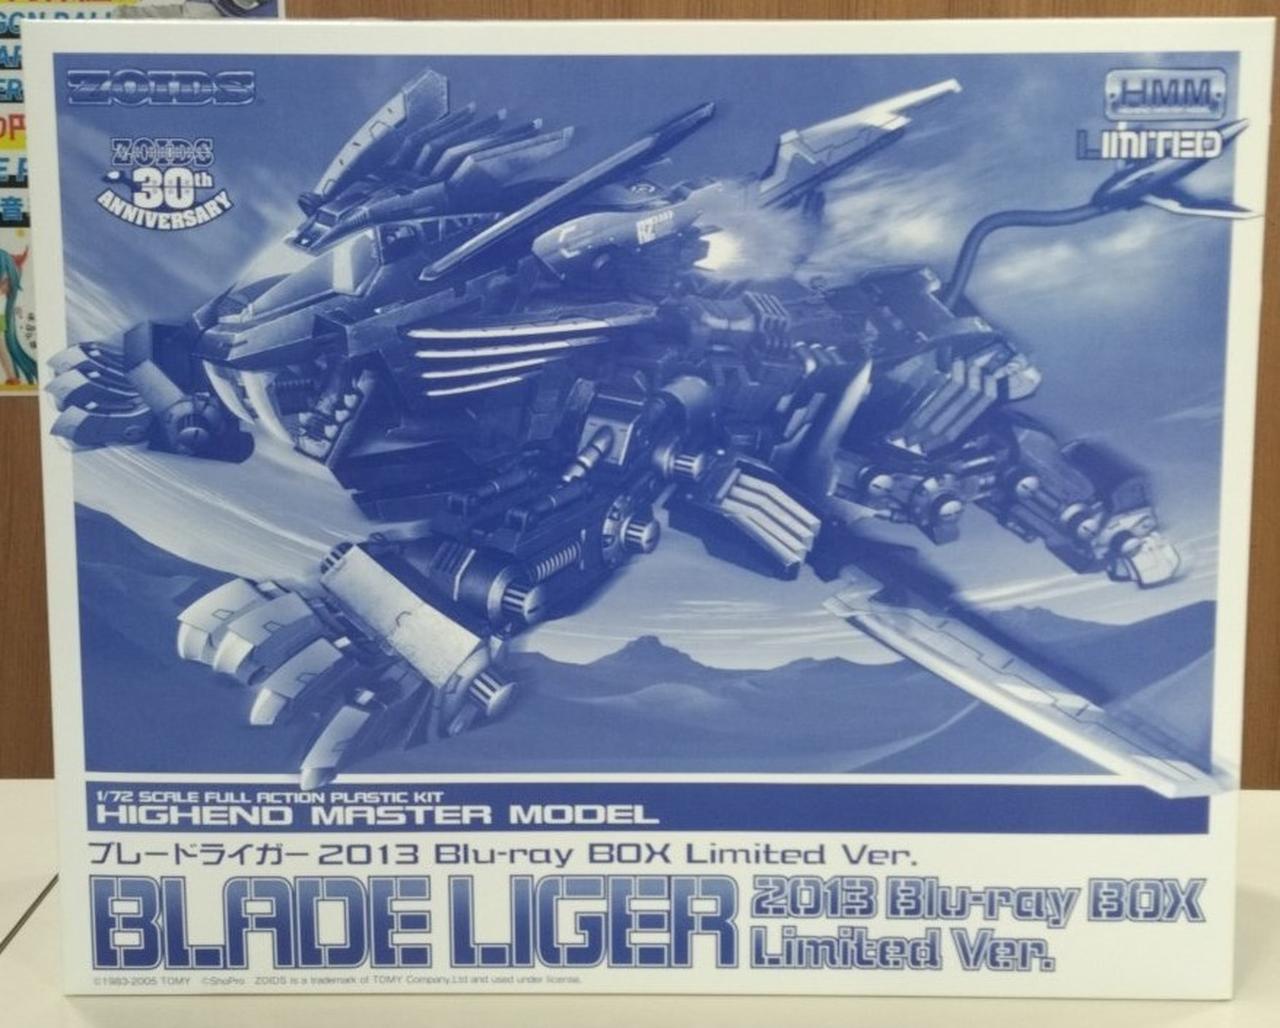 ZOIDS
HMM
LIMITED
ZOIDS
30th
ANNIVERSARY
RZ
1/72 SCALE FULL ACTION PLASTIC KIT
HIGHEND MASTER MODEL
ブレードライガー 2013 Blu-ray BOX Limited Ver.
BLADE LIGER 2013 Blu-ray BOX
Limited Ver.
©1983-2005 TOMY ©ShoPro ZOIDS is a trademark of TOMY Company,Ltd and used under license.